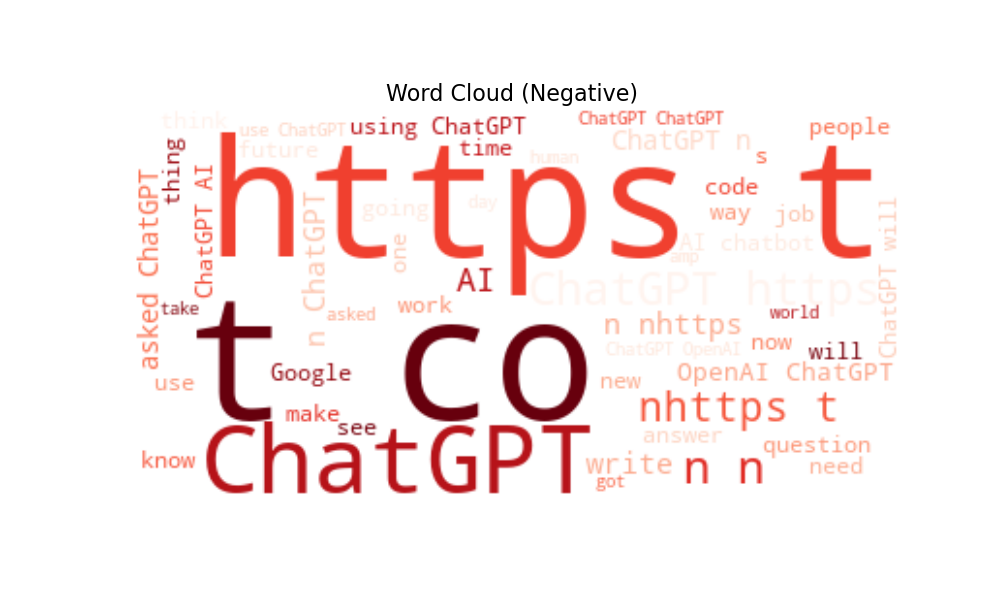 Word Cloud (Negative)
think
use ChatGPT
using ChatGPT
ChatGPT ChatGPT
people
future
time
human
ChatGPT n
s
thing
https t
code
asked ChatGPT
ChatGPT AI
n ChatGPT
going
day
way
job
one
AI chatbot
amp
ChatGPT will
AI
ChatGPT https
take
t co
asked
work
n nhttps
world
ChatGPT OpenAI
now
will
use
Google
new
OpenAI ChatGPT
make
see
nhttps t
answer
question
know
ChatGPT
write
n n
need
got